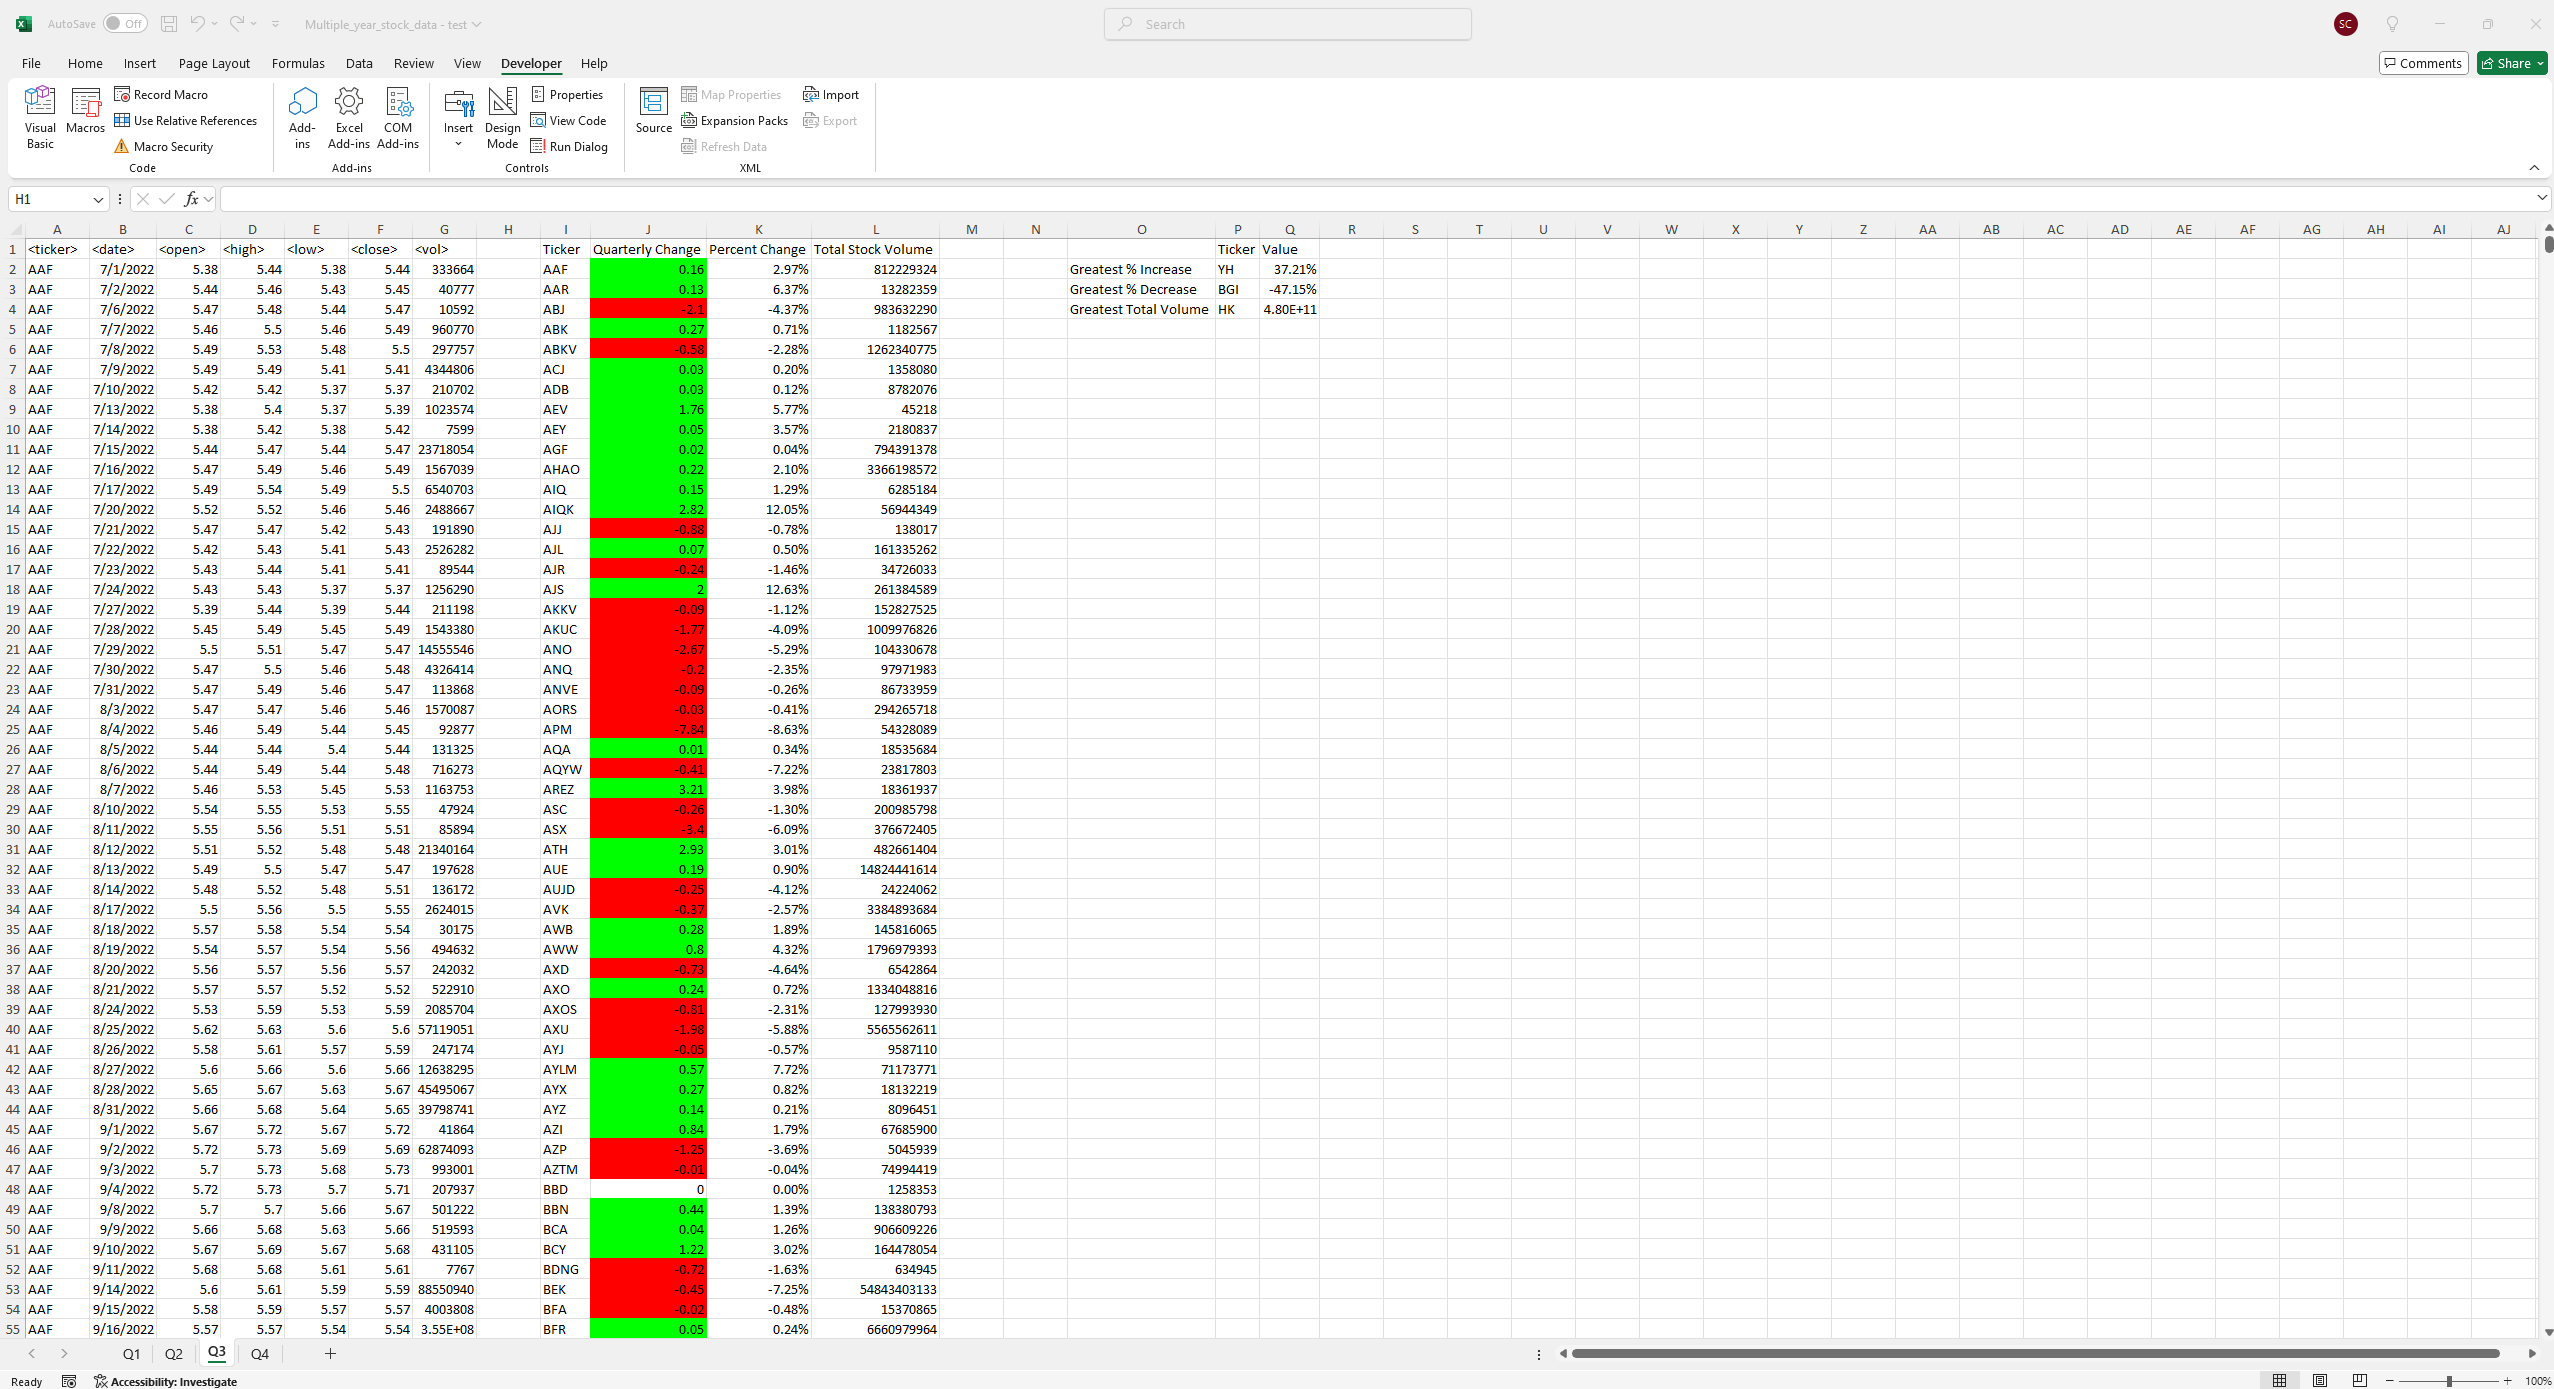 AutoSave Off Multiple_year_stock_data - test Search SC
File Home Insert Page Layout Formulas Data Review View Developer Help Comments Share
Visual Basic Macros Record Macro Use Relative References Macro Security Code
Add-ins Excel Add-ins COM Add-ins Add-ins
Insert Design Mode Properties View Code Run Dialog Controls
Source Map Properties Expansion Packs Refresh Data Import Export XML
H1 fx
A B C D E F G H I J K L M N O P Q R S T U V W X Y Z AA AB AC AD AE AF AG AH AI AJ
1 <ticker> <date> <open> <high> <low> <close> <vol> Ticker Quarterly Change Percent Change Total Stock Volume Ticker Value
2 AAF 7/1/2022 5.38 5.44 5.38 5.44 333664 AAF 0.16 2.97% 812229324 Greatest % Increase YH 37.21%
3 AAF 7/2/2022 5.44 5.46 5.43 5.45 40777 AAR 0.13 6.37% 13282359 Greatest % Decrease BGI -47.15%
4 AAF 7/6/2022 5.47 5.48 5.44 5.47 10592 ABJ -2.1 -4.37% 983632290 Greatest Total Volume HK 4.80E+11
5 AAF 7/7/2022 5.46 5.5 5.46 5.49 960770 ABK 0.27 0.71% 1182567
6 AAF 7/8/2022 5.49 5.53 5.48 5.5 297757 ABKV -0.58 -2.28% 1262340775
7 AAF 7/9/2022 5.49 5.49 5.41 5.41 4344806 ACJ 0.03 0.20% 1358080
8 AAF 7/10/2022 5.42 5.42 5.37 5.37 210702 ADB 0.03 0.12% 8782076
9 AAF 7/13/2022 5.38 5.4 5.37 5.39 1023574 AEV 1.76 5.77% 45218
10 AAF 7/14/2022 5.38 5.42 5.38 5.42 7599 AEY 0.05 3.57% 2180837
11 AAF 7/15/2022 5.44 5.47 5.44 5.47 23718054 AGF 0.02 0.04% 794391378
12 AAF 7/16/2022 5.47 5.49 5.46 5.49 1567039 AHAO 0.22 2.10% 3366198572
13 AAF 7/17/2022 5.49 5.54 5.49 5.5 6540703 AIQ 0.15 1.29% 6285184
14 AAF 7/20/2022 5.52 5.52 5.46 5.46 2488667 AIQK 2.82 12.05% 56944349
15 AAF 7/21/2022 5.47 5.47 5.42 5.43 191890 AJJ -0.88 -0.78% 138017
16 AAF 7/22/2022 5.42 5.43 5.41 5.43 2526282 AJL 0.07 0.50% 161335262
17 AAF 7/23/2022 5.43 5.44 5.41 5.41 89544 AJR -0.24 -1.46% 34726033
18 AAF 7/24/2022 5.43 5.43 5.37 5.37 1256290 AJS 2 12.63% 261384589
19 AAF 7/27/2022 5.39 5.44 5.39 5.44 211198 AKKV -0.09 -1.12% 152827525
20 AAF 7/28/2022 5.45 5.49 5.45 5.49 1543380 AKUC -1.77 -4.09% 1009976826
21 AAF 7/29/2022 5.5 5.51 5.47 5.47 14555546 ANO -2.67 -5.29% 104330678
22 AAF 7/30/2022 5.47 5.5 5.46 5.48 4326414 ANQ -0.2 -2.35% 97971983
23 AAF 7/31/2022 5.47 5.49 5.46 5.47 113868 ANVE -0.09 -0.26% 86733959
24 AAF 8/3/2022 5.47 5.47 5.46 5.46 1570087 AORS -0.03 -0.41% 294265718
25 AAF 8/4/2022 5.46 5.49 5.44 5.45 92877 APM -7.84 -8.63% 54328089
26 AAF 8/5/2022 5.44 5.44 5.4 5.44 131325 AQA 0.01 0.34% 18535684
27 AAF 8/6/2022 5.44 5.49 5.44 5.48 716273 AQYW -0.41 -7.22% 23817803
28 AAF 8/7/2022 5.46 5.53 5.45 5.53 1163753 AREZ 3.21 3.98% 18361937
29 AAF 8/10/2022 5.54 5.55 5.53 5.55 47924 ASC -0.26 -1.30% 200985798
30 AAF 8/11/2022 5.55 5.56 5.51 5.51 85894 ASX -3.4 -6.09% 376672405
31 AAF 8/12/2022 5.51 5.52 5.48 5.48 21340164 ATH 2.93 3.01% 482661404
32 AAF 8/13/2022 5.49 5.5 5.47 5.47 197628 AUE 0.19 0.90% 14824441614
33 AAF 8/14/2022 5.48 5.52 5.48 5.51 136172 AUJD -0.25 -4.12% 24224062
34 AAF 8/17/2022 5.5 5.56 5.5 5.55 2624015 AVK -0.37 -2.57% 3384893684
35 AAF 8/18/2022 5.57 5.58 5.54 5.54 30175 AWB 0.28 1.89% 145816065
36 AAF 8/19/2022 5.54 5.57 5.54 5.56 494632 AWW 0.8 4.32% 1796979393
37 AAF 8/20/2022 5.56 5.57 5.56 5.57 242032 AXD -0.73 -4.64% 6542864
38 AAF 8/21/2022 5.57 5.57 5.52 5.52 522910 AXO 0.24 0.72% 1334048816
39 AAF 8/24/2022 5.53 5.59 5.53 5.59 2085704 AXOS -0.81 -2.31% 127993930
40 AAF 8/25/2022 5.62 5.63 5.6 5.6 57119051 AXU -1.98 -5.88% 5565562611
41 AAF 8/26/2022 5.58 5.61 5.57 5.59 247174 AYJ -0.05 -0.57% 9587110
42 AAF 8/27/2022 5.6 5.66 5.6 5.66 12638295 AYLM 0.57 7.72% 71173771
43 AAF 8/28/2022 5.65 5.67 5.63 5.67 45495067 AYX 0.27 0.82% 18132219
44 AAF 8/31/2022 5.66 5.68 5.64 5.65 39798741 AYZ 0.14 0.21% 8096451
45 AAF 9/1/2022 5.67 5.72 5.67 5.72 41864 AZI 0.84 1.79% 67685900
46 AAF 9/2/2022 5.72 5.73 5.69 5.69 62874093 AZP -1.25 -3.69% 5045939
47 AAF 9/3/2022 5.7 5.73 5.68 5.73 993001 AZTM -0.01 -0.04% 74994419
48 AAF 9/4/2022 5.72 5.73 5.7 5.71 207937 BBD 0 0.00% 1258353
49 AAF 9/8/2022 5.7 5.7 5.66 5.67 501222 BBN 0.44 1.39% 138380793
50 AAF 9/9/2022 5.66 5.68 5.63 5.66 519593 BCA 0.04 1.26% 906609226
51 AAF 9/10/2022 5.67 5.69 5.67 5.68 431105 BCY 1.22 3.02% 164478054
52 AAF 9/11/2022 5.68 5.68 5.61 5.61 7767 BDNG -0.72 -1.63% 634945
53 AAF 9/14/2022 5.6 5.61 5.59 5.59 88550940 BEK -0.45 -7.25% 54843403133
54 AAF 9/15/2022 5.58 5.59 5.57 5.57 4003808 BFA -0.02 -0.48% 15370865
55 AAF 9/16/2022 5.57 5.57 5.54 5.54 3.55E+08 BFR 0.05 0.24% 6660979964
Q1 Q2 Q3 Q4
Ready Accessibility: Investigate 100%